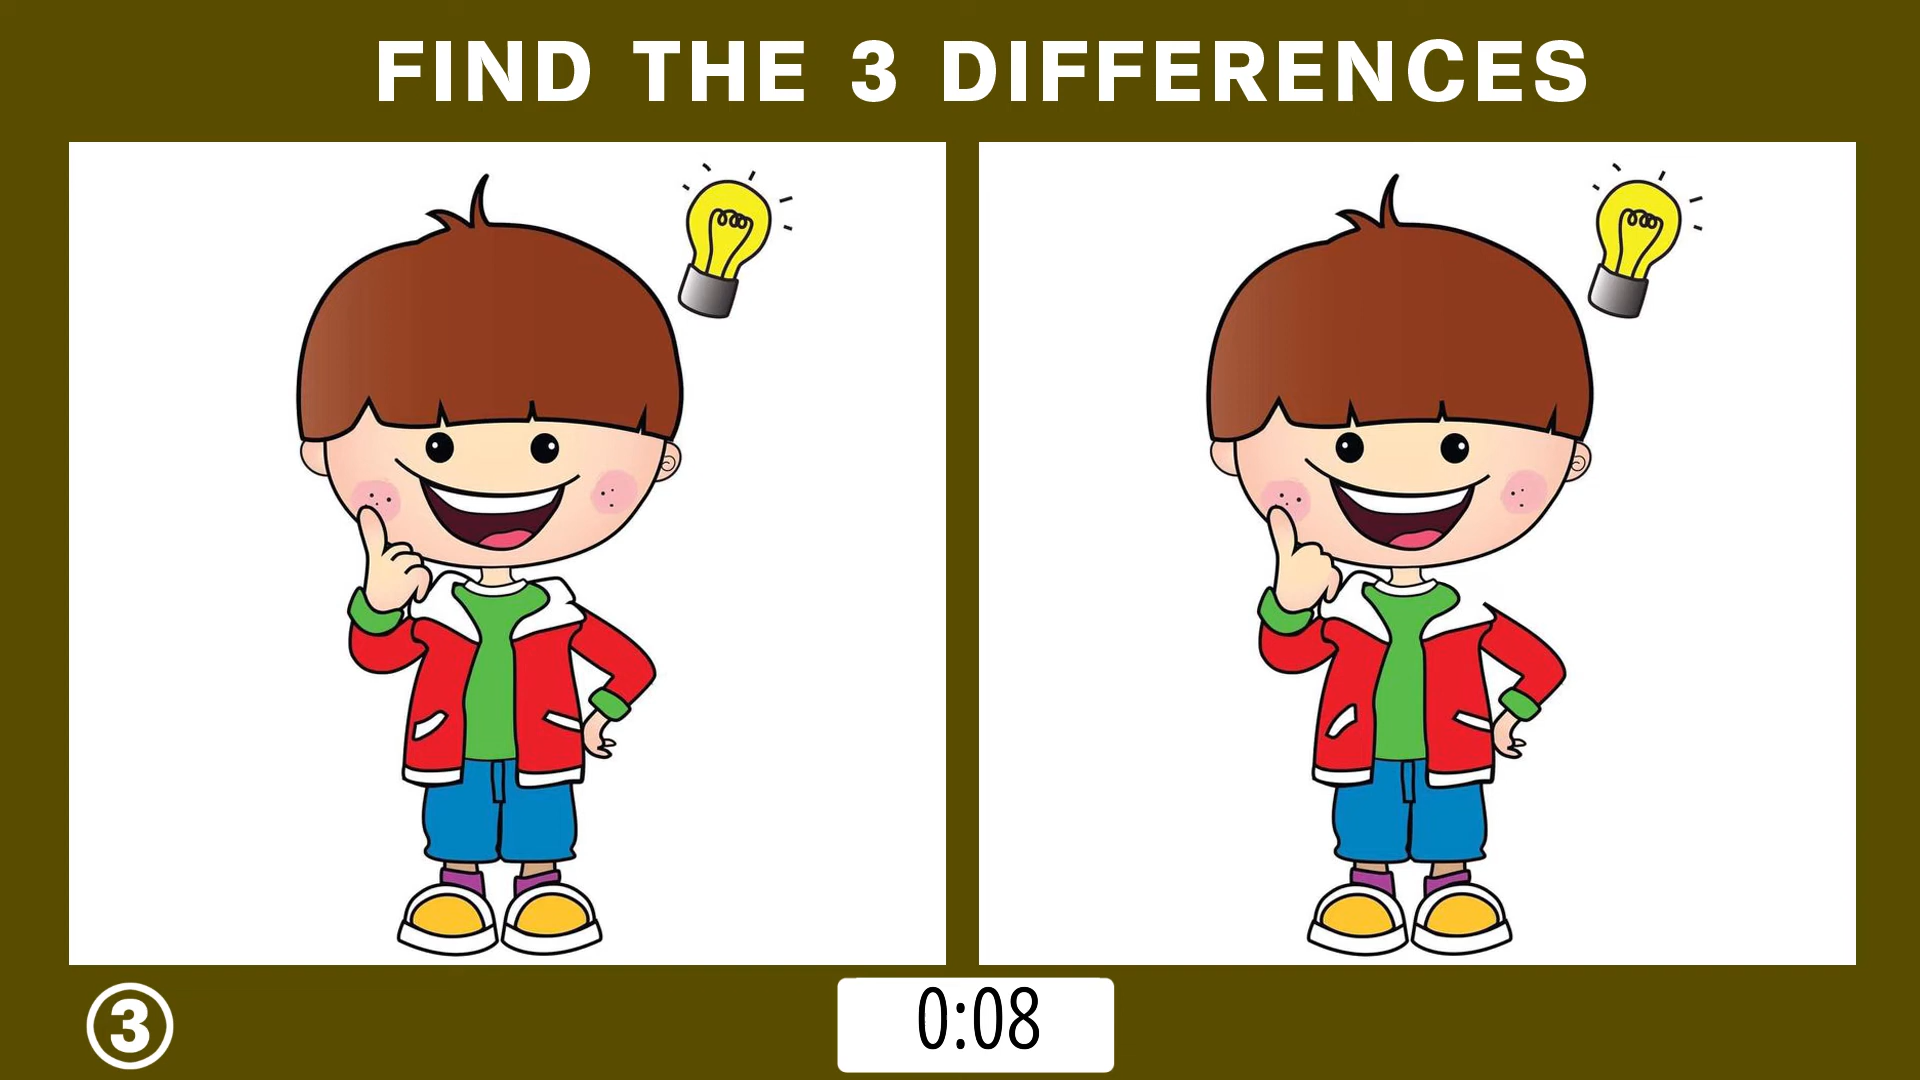 FIND THE 3 DIFFERENCES
3
0:08